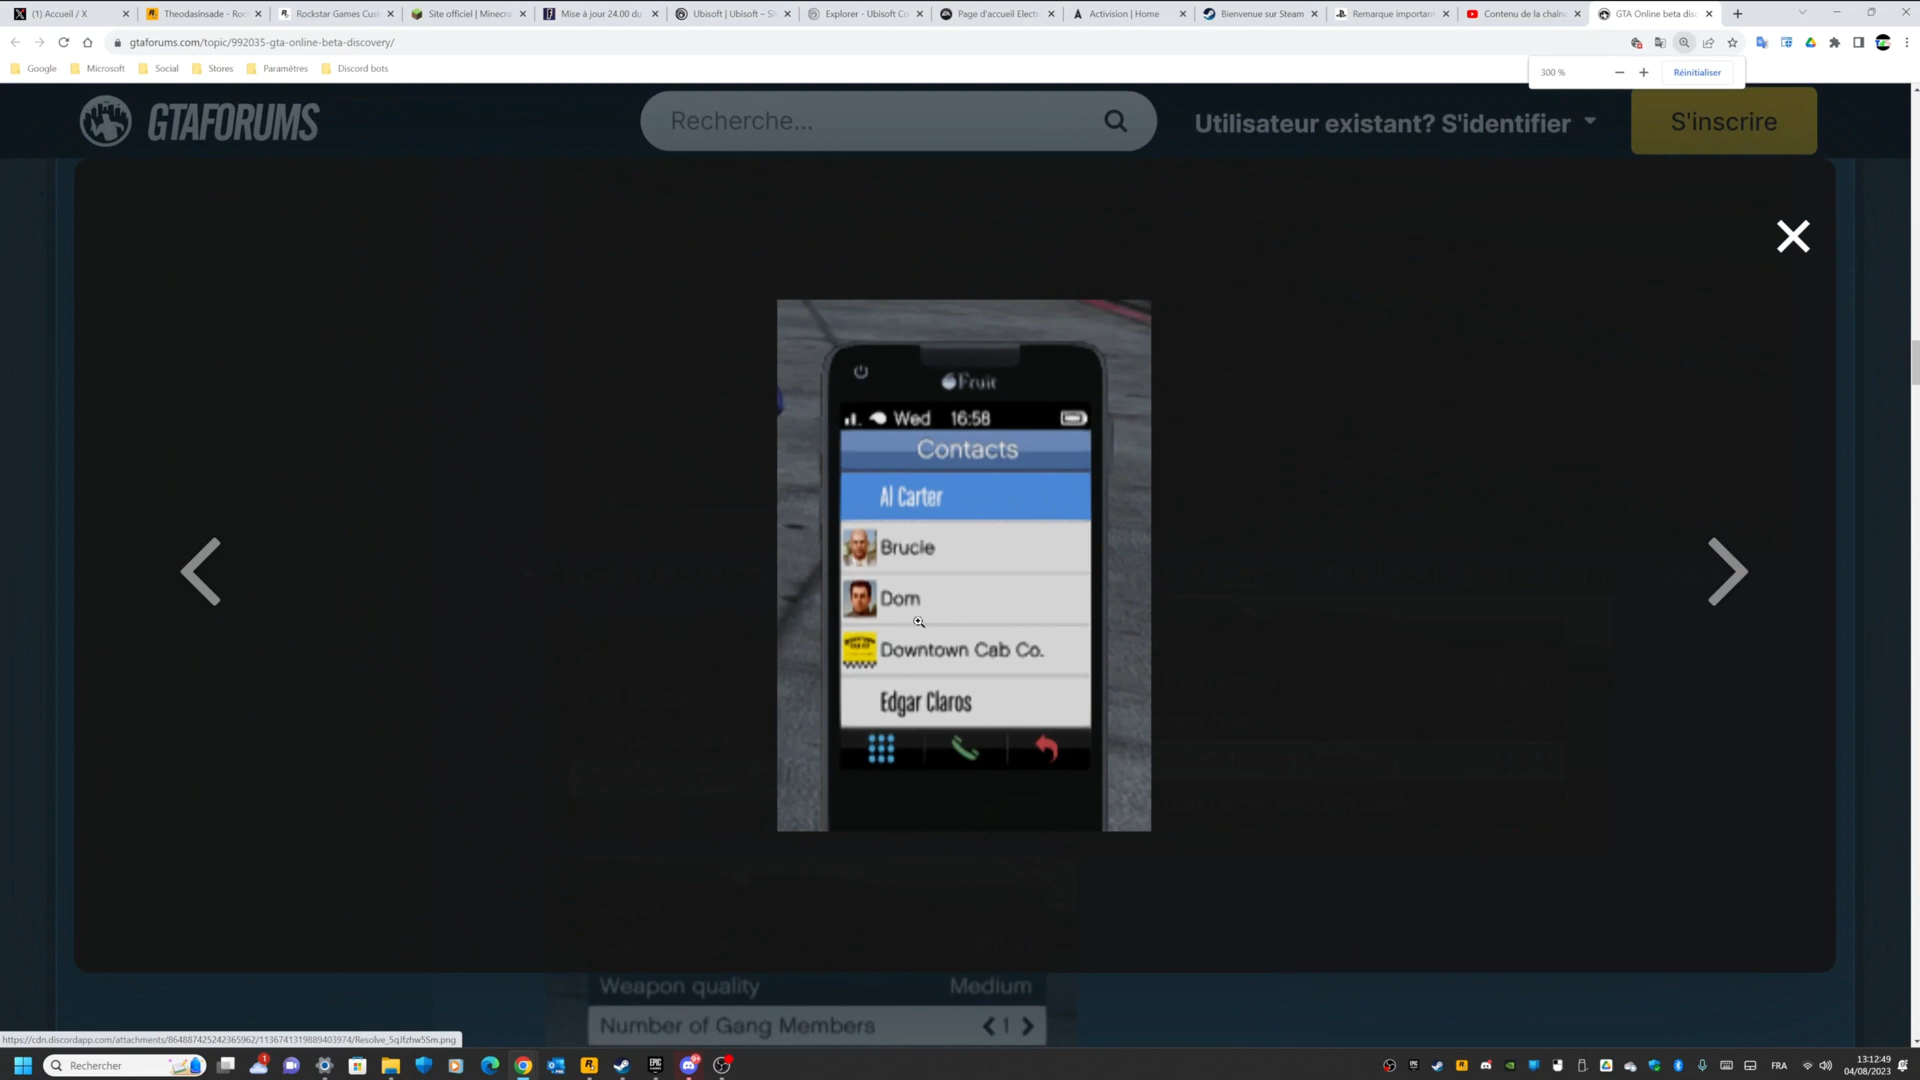 (1) Accueil / X
Theodasinsade - Ro
Rockstar Games Cust
Site officiel | Minecra
Mise à jour 24.00 du
Ubisoft | Ubisoft – Si
Explorer - Ubisoft Co
Page d'accueil Electr
Activision | Home
Bienvenue sur Steam
Remarque important
Contenu de la chaîn
GTA Online beta disc
gtaforums.com/topic/992035-gta-online-beta-discovery/
Google
Microsoft
Social
Stores
Paramètres
Discord bots
300 %
Réinitialiser
GTAFORUMS
Recherche...
Utilisateur existant? S'identifier
S'inscrire
Fruit
Wed 16:58
Contacts
Al Carter
Brucie
Dom
Downtown Cab Co.
Edgar Claros
Weapon quality Medium
Number of Gang Members 1
https://cdn.discordapp.com/attachments/864887425242365962/1136741319889403974/Resolve_5qJfzhw5Sm.png
Rechercher
FRA
13:12:49
04/08/2023